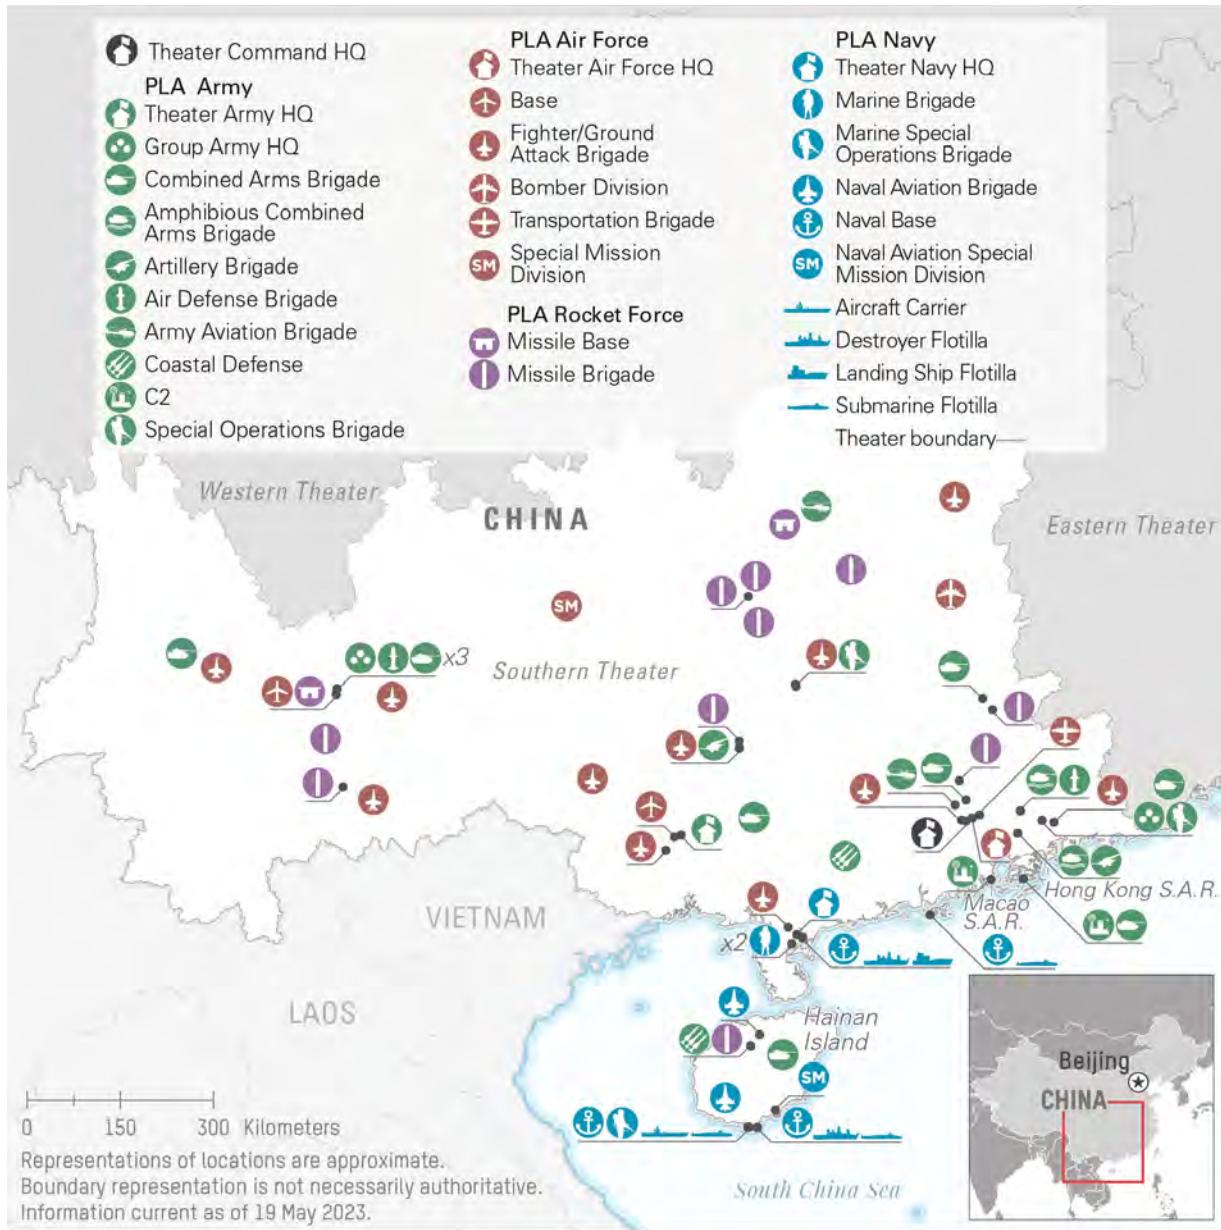 Theater Command HQ
PLA Army
Theater Army HQ
Group Army HQ
Combined Arms Brigade
Amphibious Combined
Arms Brigade
Artillery Brigade
Air Defense Brigade
Army Aviation Brigade
Coastal Defense
C2
Special Operations Brigade
PLA Air Force
Theater Air Force HQ
Base
Fighter/Ground
Attack Brigade
Bomber Division
Transportation Brigade
SM
Special Mission
Division
PLA Rocket Force
Missile Base
Missile Brigade
PLA Navy
Theater Navy HQ
Marine Brigade
Marine Special
Operations Brigade
Naval Aviation Brigade
Naval Base
SM
Naval Aviation Special
Mission Division
Aircraft Carrier
Destroyer Flotilla
Landing Ship Flotilla
Submarine Flotilla
Theater boundary
Western Theater
CHINA
Eastern Theater
SM
x3
Southern Theater
Hong Kong S.A.R.
Macao
S.A.R.
VIETNAM
x2
LAOS
Hainan
Island
SM
South China Sea
Beijing
CHINA
0 150 300 Kilometers
Representations of locations are approximate.
Boundary representation is not necessarily authoritative.
Information current as of 19 May 2023.